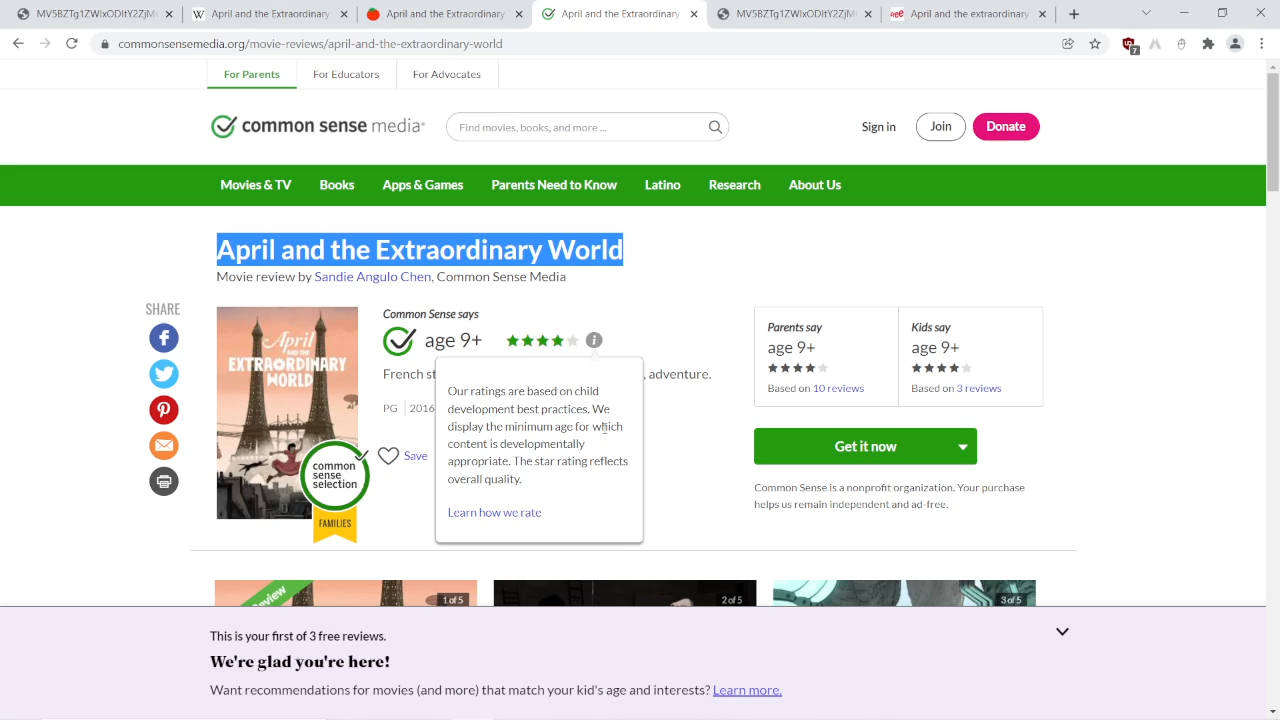 MV5BZTg1ZWIxODItY2ZjM
April and the Extraordinary
April and the Extraordinary
MV5BZTg1ZWIxODItY2ZjM
April and the Extraordinary
commonsensemedia.org/movie-reviews/april-and-the-extraordinary-world
7
For Parents
For Educators
For Advocates
common sense media®
Find movies, books, and more ...
Sign in
Join
Donate
Movies & TV
Books
Apps & Games
Parents Need to Know
Latino
Research
About Us
April and the Extraordinary World
Movie review by Sandie Angulo Chen, Common Sense Media
SHARE
April
AND THE
EXTRAORDINARY
WORLD
common
sense
selection
FAMILIES
Common Sense says
age 9+
French st
, adventure.
PG
2016
Save
Our ratings are based on child
development best practices. We
display the minimum age for which
content is developmentally
appropriate. The star rating reflects
overall quality.
Learn how we rate
Parents say
age 9+
Based on 10 reviews
Kids say
age 9+
Based on 3 reviews
Get it now
Common Sense is a nonprofit organization. Your purchase
helps us remain independent and ad-free.
Review
1 of 5
2 of 5
3 of 5
This is your first of 3 free reviews.
We're glad you're here!
Want recommendations for movies (and more) that match your kid's age and interests? Learn more.